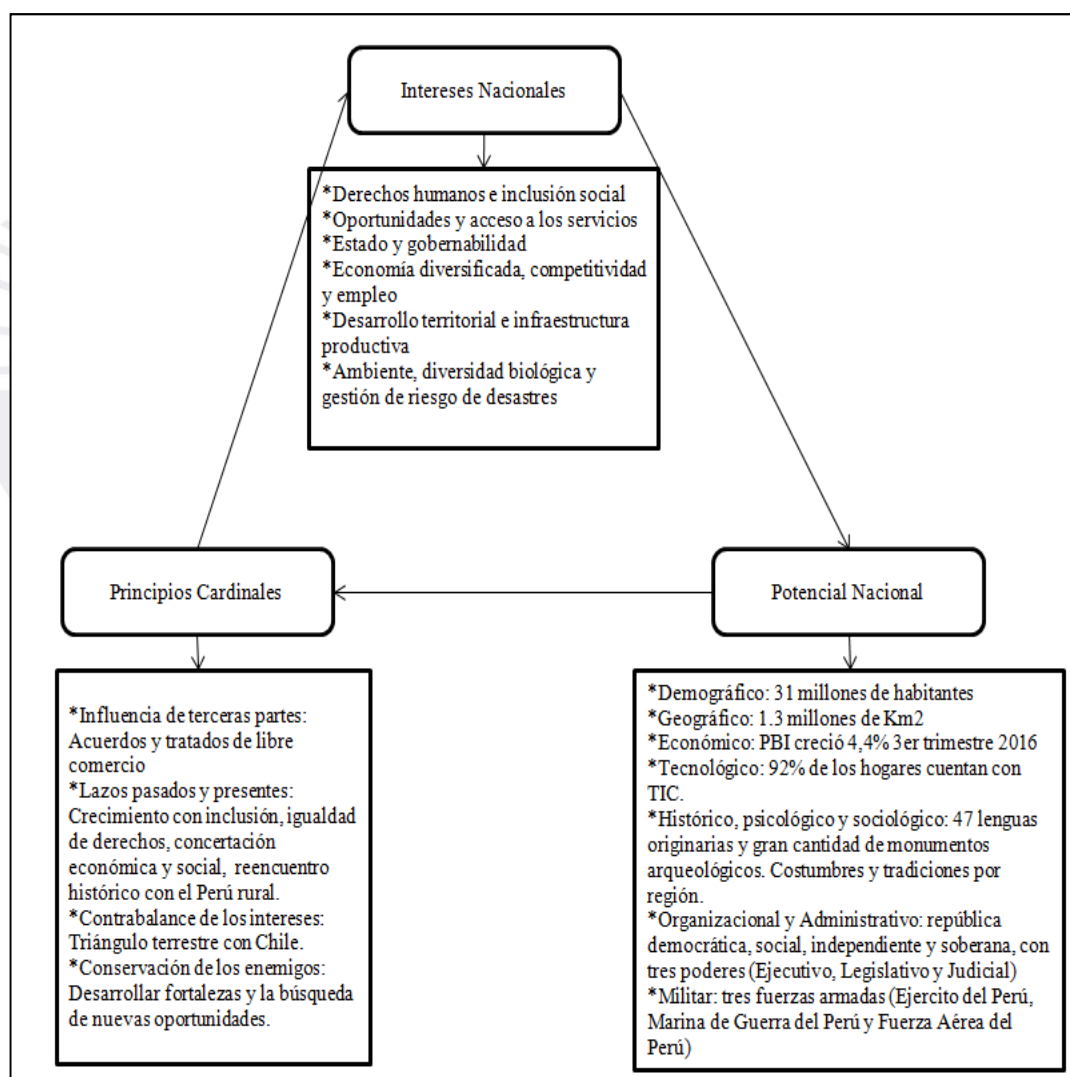 Intereses Nacionales
*Derechos humanos e inclusión social
*Oportunidades y acceso a los servicios
*Estado y gobernabilidad
*Economía diversificada, competitividad
y empleo
*Desarrollo territorial e infraestructura
productiva
*Ambiente, diversidad biológica y
gestión de riesgo de desastres
Principios Cardinales
*Influencia de terceras partes:
Acuerdos y tratados de libre
comercio
*Lazos pasados y presentes:
Crecimiento con inclusión, igualdad
de derechos, concertación
económica y social, reencuentro
histórico con el Perú rural.
*Contrabalance de los intereses:
Triángulo terrestre con Chile.
*Conservación de los enemigos:
Desarrollar fortalezas y la búsqueda
de nuevas oportunidades.
Potencial Nacional
*Demográfico: 31 millones de habitantes
*Geográfico: 1.3 millones de Km2
*Económico: PBI creció 4,4% 3er trimestre 2016
*Tecnológico: 92% de los hogares cuentan con
TIC.
*Histórico, psicológico y sociológico: 47 lenguas
originarias y gran cantidad de monumentos
arqueológicos. Costumbres y tradiciones por
región.
*Organizacional y Administrativo: república
democrática, social, independiente y soberana, con
tres poderes (Ejecutivo, Legislativo y Judicial)
*Militar: tres fuerzas armadas (Ejercito del Perú,
Marina de Guerra del Perú y Fuerza Aérea del
Perú)